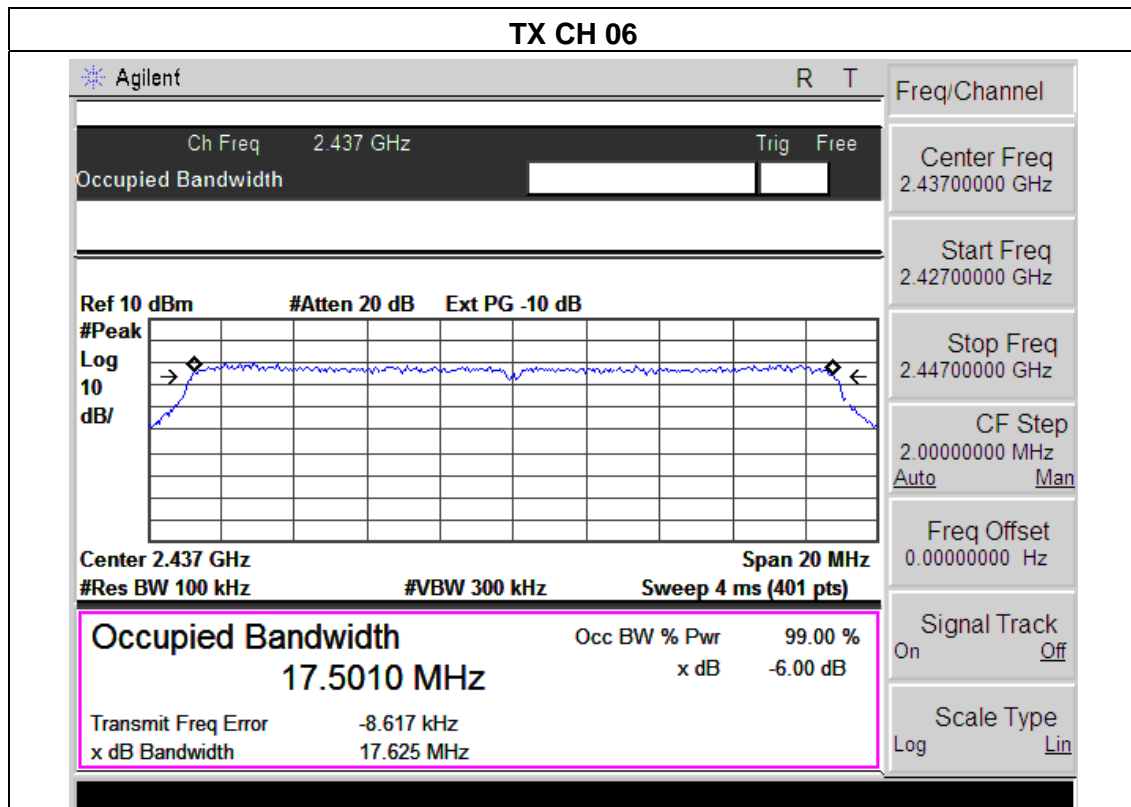 TX CH 06
Agilent R T
Ch Freq 2.437 GHz Trig Free
Occupied Bandwidth
Ref 10 dBm #Atten 20 dB Ext PG -10 dB
#Peak
Log
10
dB/
Center 2.437 GHz Span 20 MHz
#Res BW 100 kHz #VBW 300 kHz Sweep 4 ms (401 pts)
Occupied Bandwidth Occ BW % Pwr 99.00 %
17.5010 MHz x dB -6.00 dB
Transmit Freq Error -8.617 kHz
x dB Bandwidth 17.625 MHz
Freq/Channel
Center Freq
2.43700000 GHz
Start Freq
2.42700000 GHz
Stop Freq
2.44700000 GHz
CF Step
2.00000000 MHz
Auto Man
Freq Offset
0.00000000 Hz
Signal Track
On Off
Scale Type
Log Lin